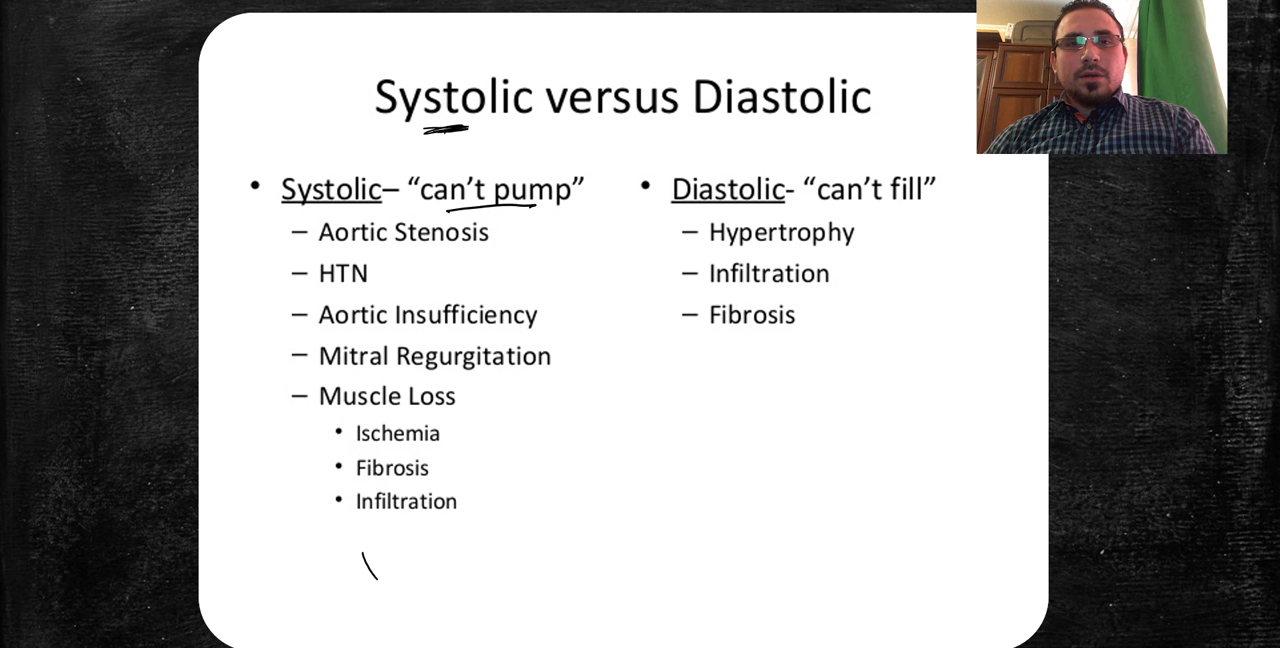 Systolic versus Diastolic
• Systolic– “can’t pump”
– Aortic Stenosis
– HTN
– Aortic Insufficiency
– Mitral Regurgitation
– Muscle Loss
• Ischemia
• Fibrosis
• Infiltration
• Diastolic- “can’t fill”
– Hypertrophy
– Infiltration
– Fibrosis